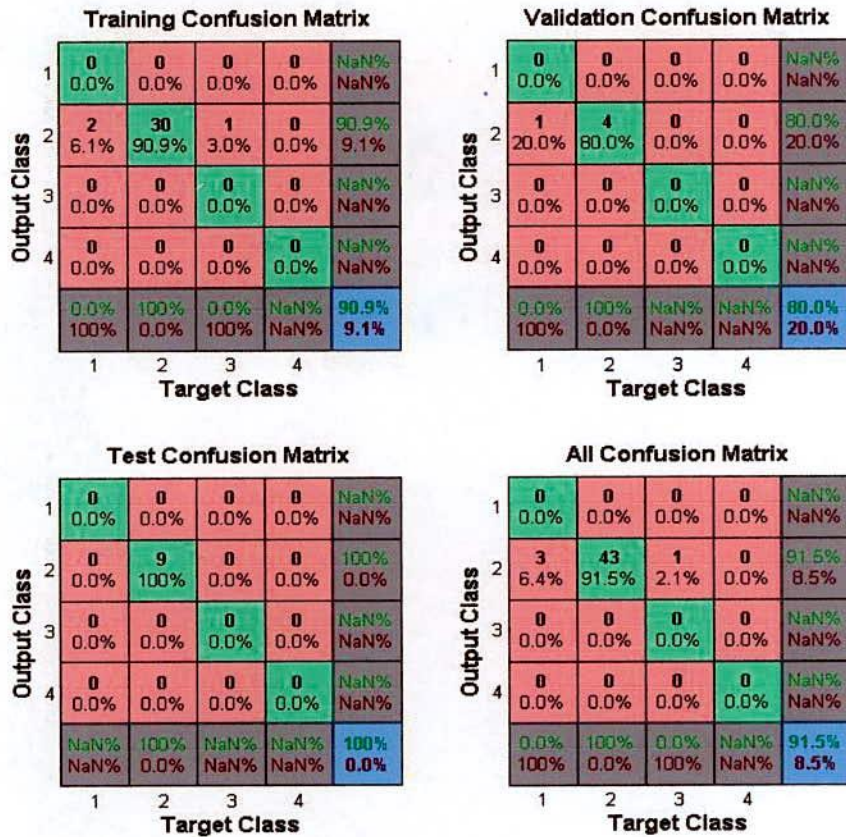 Training Confusion Matrix
Output Class
1
0 0 0 0 NaN%
0.0% 0.0% 0.0% 0.0% NaN%
2
2 30 1 0 90.9%
6.1% 90.9% 3.0% 0.0% 9.1%
3
0 0 0 0 NaN%
0.0% 0.0% 0.0% 0.0% NaN%
4
0 0 0 0 NaN%
0.0% 0.0% 0.0% 0.0% NaN%
0.0% 100% 0.0% NaN% 90.9%
100% 0.0% 100% NaN% 9.1%
1 2 3 4
Target Class
Validation Confusion Matrix
Output Class
1
0 0 0 0 NaN%
0.0% 0.0% 0.0% 0.0% NaN%
2
1 4 0 0 80.0%
20.0% 80.0% 0.0% 0.0% 20.0%
3
0 0 0 0 NaN%
0.0% 0.0% 0.0% 0.0% NaN%
4
0 0 0 0 NaN%
0.0% 0.0% 0.0% 0.0% NaN%
0.0% 100% NaN% NaN% 80.0%
100% 0.0% NaN% NaN% 20.0%
1 2 3 4
Target Class
Test Confusion Matrix
Output Class
1
0 0 0 0 NaN%
0.0% 0.0% 0.0% 0.0% NaN%
2
0 9 0 0 100%
0.0% 100% 0.0% 0.0% 0.0%
3
0 0 0 0 NaN%
0.0% 0.0% 0.0% 0.0% NaN%
4
0 0 0 0 NaN%
0.0% 0.0% 0.0% 0.0% NaN%
NaN% 100% NaN% NaN% 100%
NaN% 0.0% NaN% NaN% 0.0%
1 2 3 4
Target Class
All Confusion Matrix
Output Class
1
0 0 0 0 NaN%
0.0% 0.0% 0.0% 0.0% NaN%
2
3 43 1 0 91.5%
6.4% 91.5% 2.1% 0.0% 8.5%
3
0 0 0 0 NaN%
0.0% 0.0% 0.0% 0.0% NaN%
4
0 0 0 0 NaN%
0.0% 0.0% 0.0% 0.0% NaN%
0.0% 100% 0.0% NaN% 91.5%
100% 0.0% 100% NaN% 8.5%
1 2 3 4
Target Class